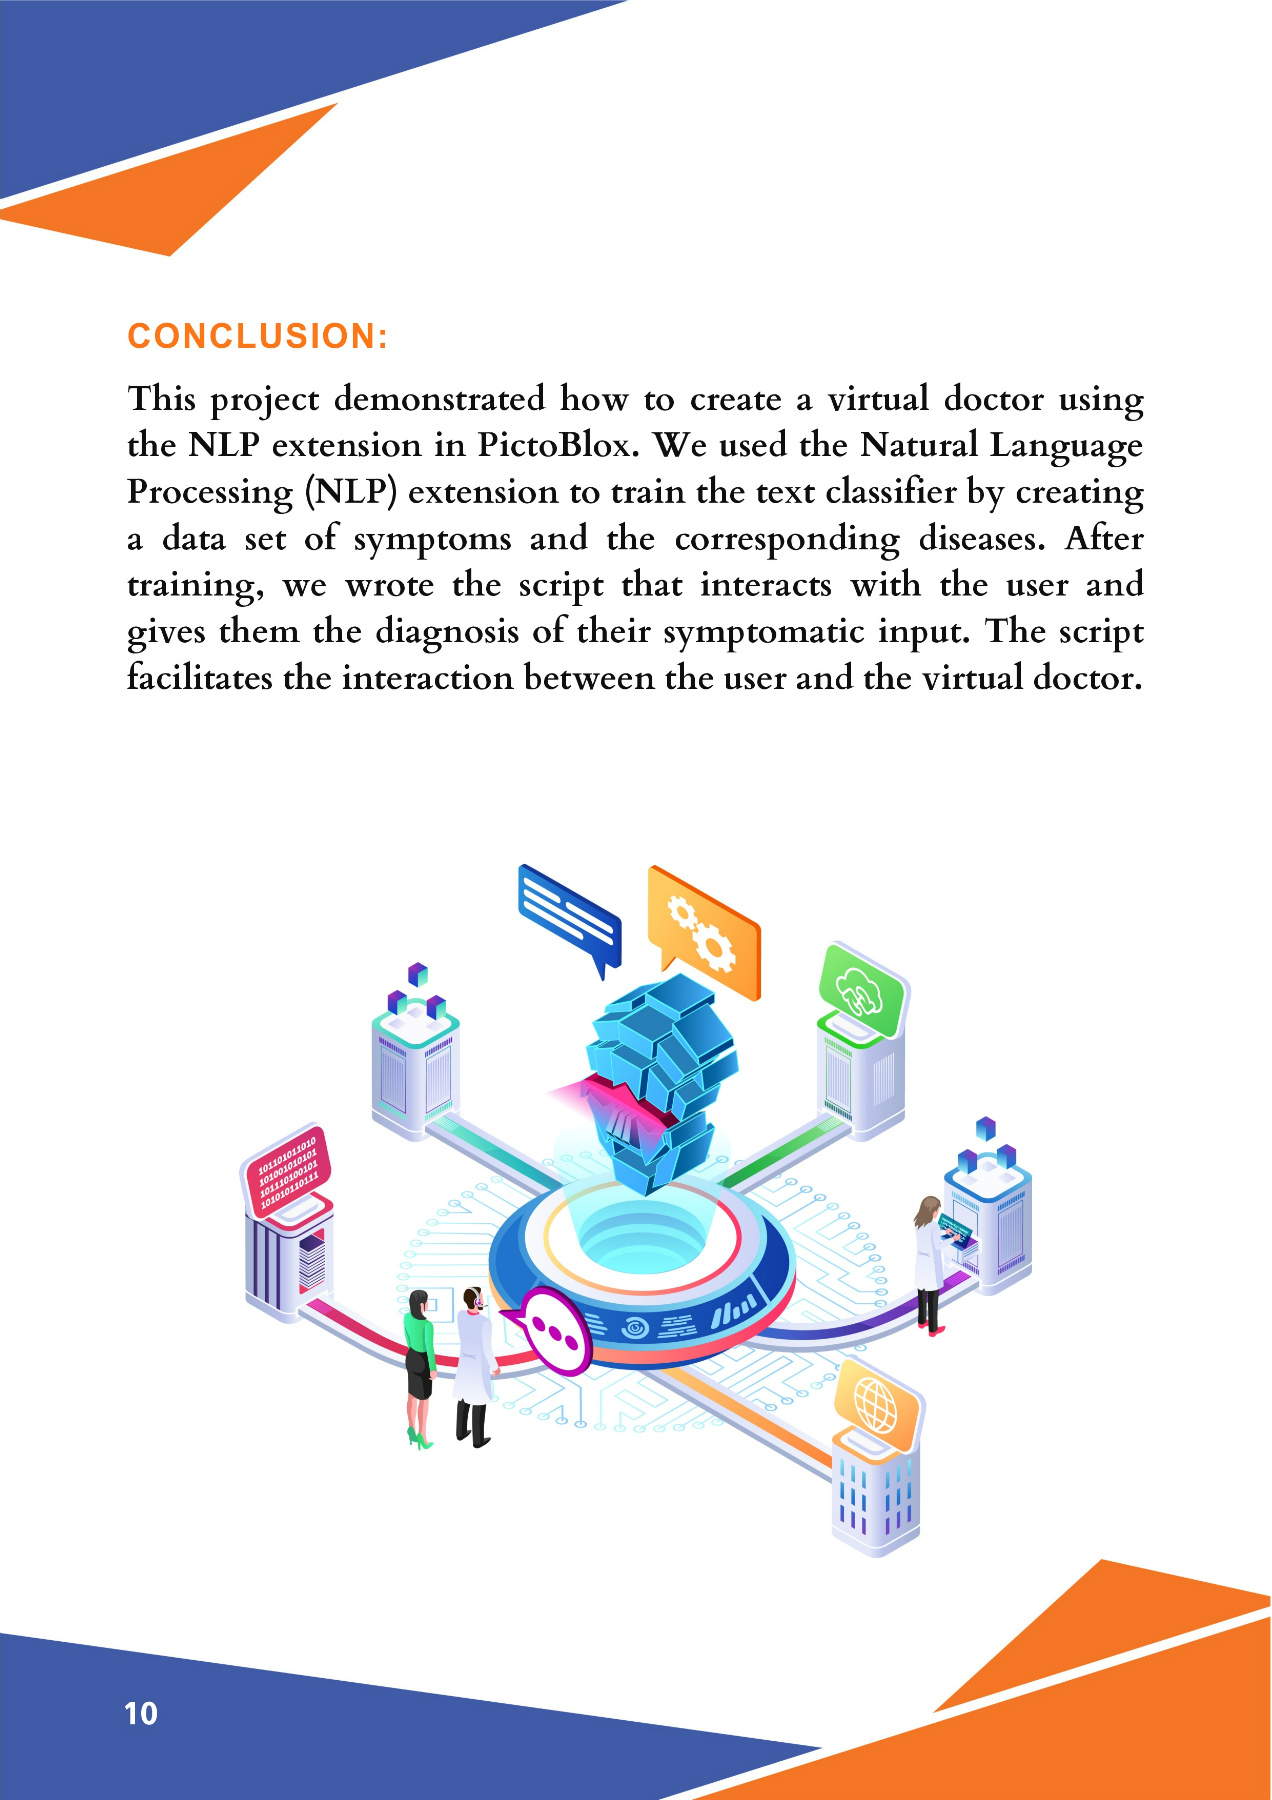 CONCLUSION:
This project demonstrated how to create a virtual doctor using
the NLP extension in PictoBlox. We used the Natural Language
Processing (NLP) extension to train the text classifier by creating
a data set of symptoms and the corresponding diseases. After
training, we wrote the script that interacts with the user and
gives them the diagnosis of their symptomatic input. The script
facilitates the interaction between the user and the virtual doctor.
101101011010
101001010101
101110100101
101010110111
10